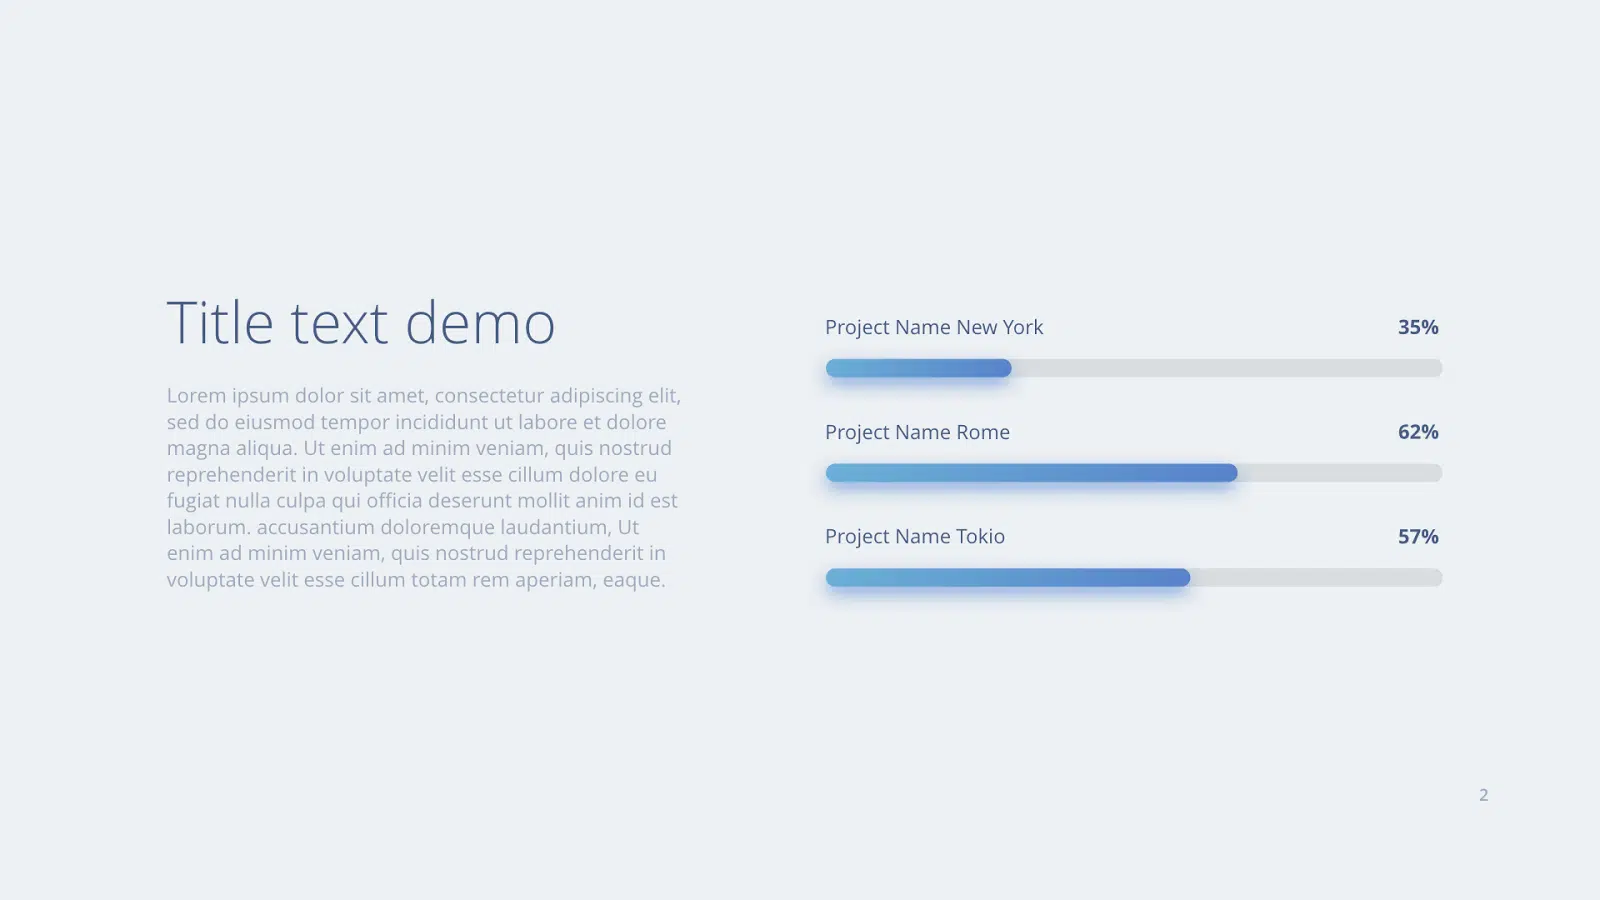 Title text demo
Lorem ipsum dolor sit amet, consectetur adipiscing elit,
sed do eiusmod tempor incididunt ut labore et dolore
magna aliqua. Ut enim ad minim veniam, quis nostrud
reprehenderit in voluptate velit esse cillum dolore eu
fugiat nulla culpa qui officia deserunt mollit anim id est
laborum. accusantium doloremque laudantium, Ut
enim ad minim veniam, quis nostrud reprehenderit in
voluptate velit esse cillum totam rem aperiam, eaque.
Project Name New York 35%
Project Name Rome 62%
Project Name Tokio 57%
2